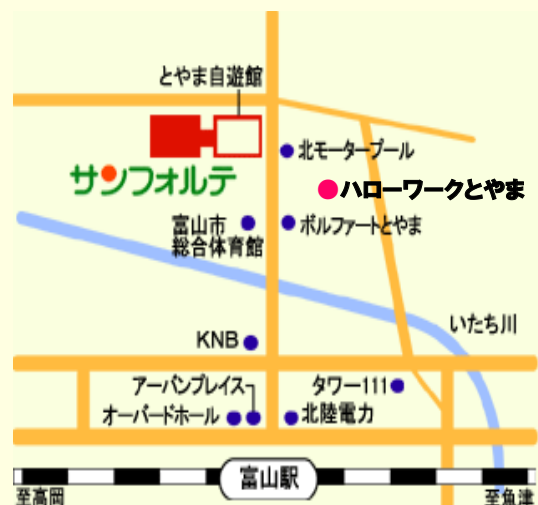 とやま自遊館
北モータープール
サンフォルテ
ハローワークとやま
富山市
総合体育館
ボルファートとやま
いたち川
KNB
アーバンプレイス
タワー111
オーバードホール
北陸電力
富山駅
至高岡
至魚津